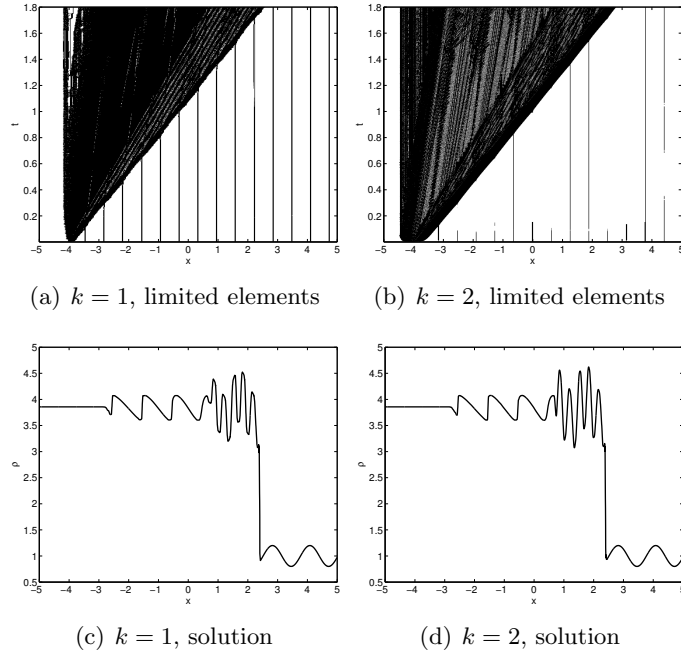 1.8
1.6
1.4
1.2
1
0.8
0.6
0.4
0.2
t
−5 −4 −3 −2 −1 0 1 2 3 4 5
x
(a) k = 1, limited elements
1.8
1.6
1.4
1.2
1
0.8
0.6
0.4
0.2
t
−5 −4 −3 −2 −1 0 1 2 3 4 5
x
(b) k = 2, limited elements
5
4.5
4
3.5
3
2.5
2
1.5
1
0.5
ρ
−5 −4 −3 −2 −1 0 1 2 3 4 5
x
(c) k = 1, solution
5
4.5
4
3.5
3
2.5
2
1.5
1
0.5
ρ
−5 −4 −3 −2 −1 0 1 2 3 4 5
x
(d) k = 2, solution